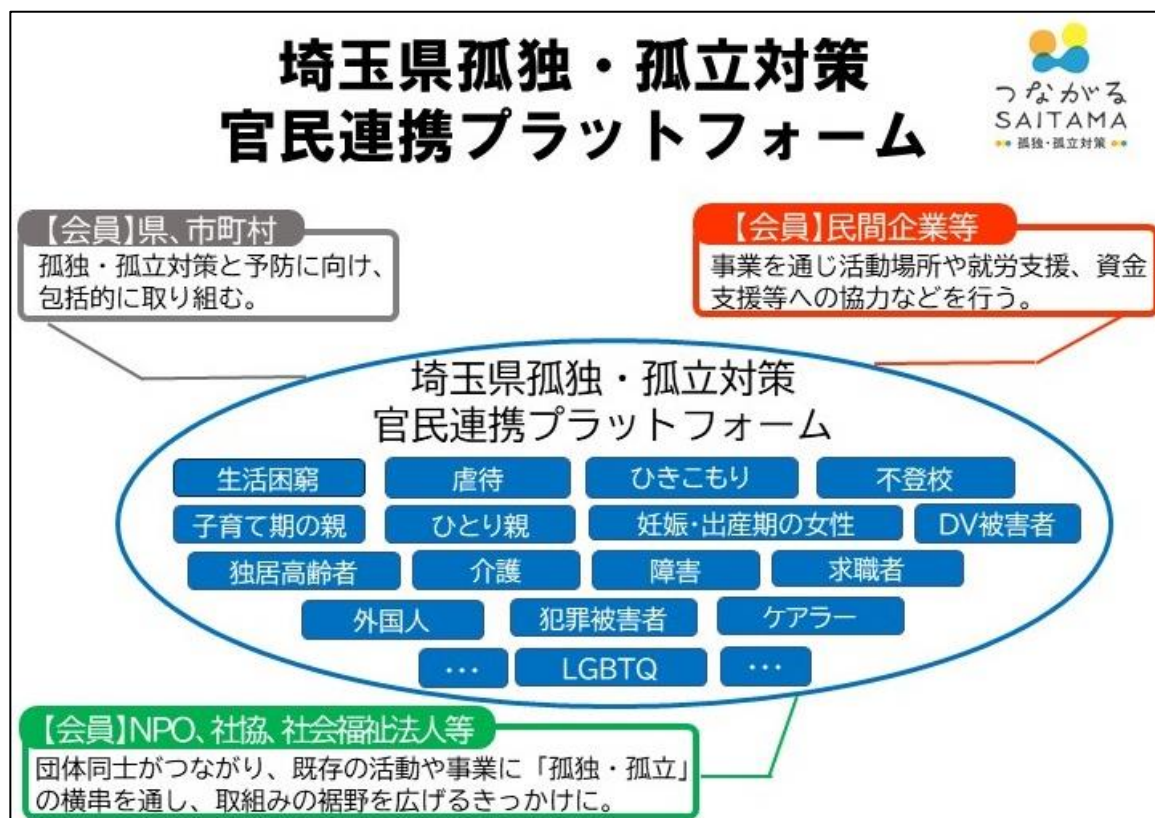 埼玉県孤独・孤立対策
官民連携プラットフォーム
つながる
SAITAMA
孤独・孤立対策
【会員】県、市町村
孤独・孤立対策と予防に向け、
包括的に取り組む。
【会員】民間企業等
事業を通じ活動場所や就労支援、資金
支援等への協力などを行う。
埼玉県孤独・孤立対策
官民連携プラットフォーム
生活困窮
虐待
ひきこもり
不登校
子育て期の親
ひとり親
妊娠・出産期の女性
DV被害者
独居高齢者
介護
障害
求職者
外国人
犯罪被害者
ケアラー
…
LGBTQ
…
【会員】NPO、社協、社会福祉法人等
団体同士がつながり、既存の活動や事業に「孤独・孤立」
の横串を通し、取組みの裾野を広げるきっかけに。